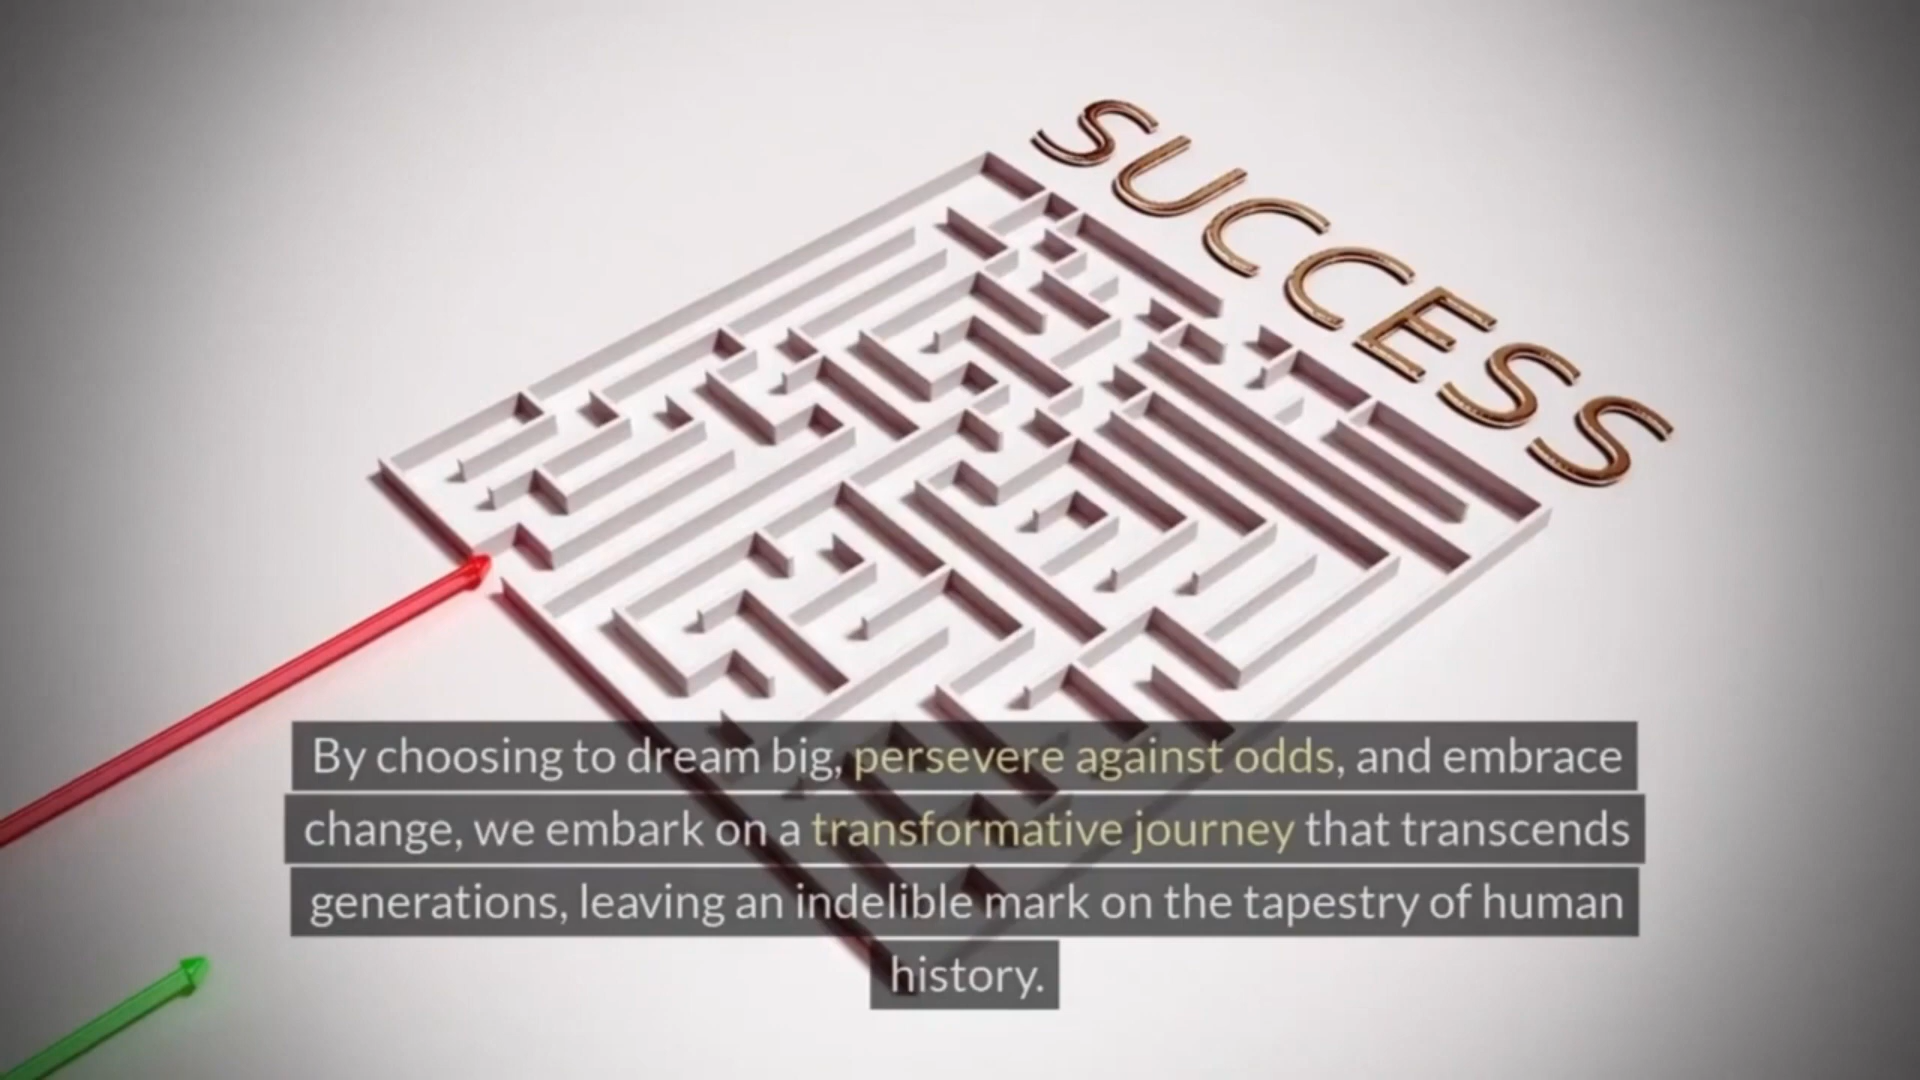 SUCCESS
By choosing to dream big, persevere against odds, and embrace
change, we embark on a transformative journey that transcends
generations, leaving an indelible mark on the tapestry of human
history.